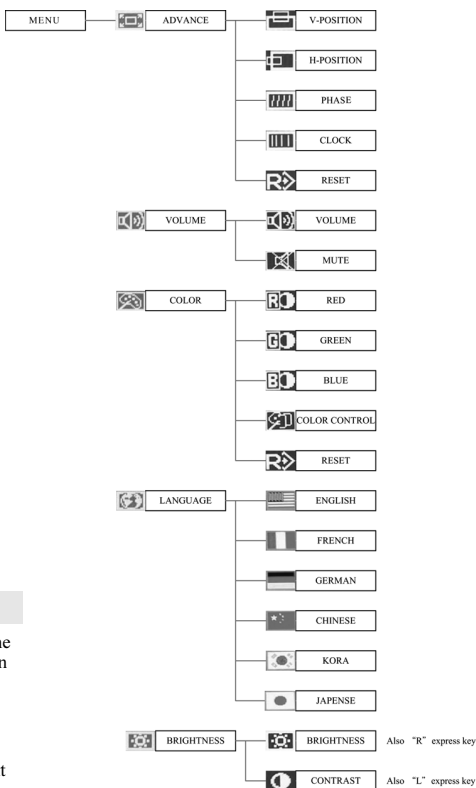 MENU
ADVANCE
V-POSITION
H-POSITION
PHASE
CLOCK
RESET
VOLUME
VOLUME
MUTE
COLOR
R
RED
G
GREEN
B
BLUE
COLOR CONTROL
RESET
LANGUAGE
ENGLISH
FRENCH
GERMAN
CHINESE
KORA
JAPENSE
BRIGHTNESS
BRIGHTNESS Also “R” express key
CONTRAST Also “L” express key